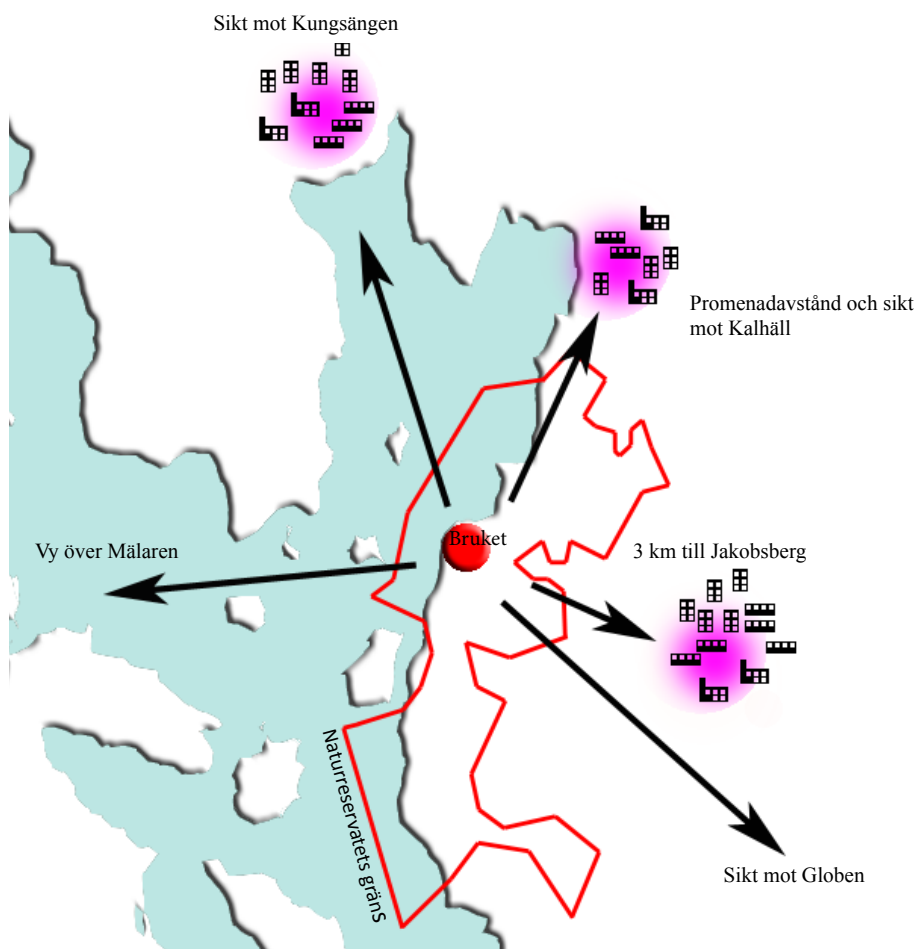 Sikt mot Kungsängen
Promenadavstånd och sikt
mot Kalhäll
Bruket
Vy över Mälaren
3 km till Jakobsberg
Naturreservatets gräns
Sikt mot Globen